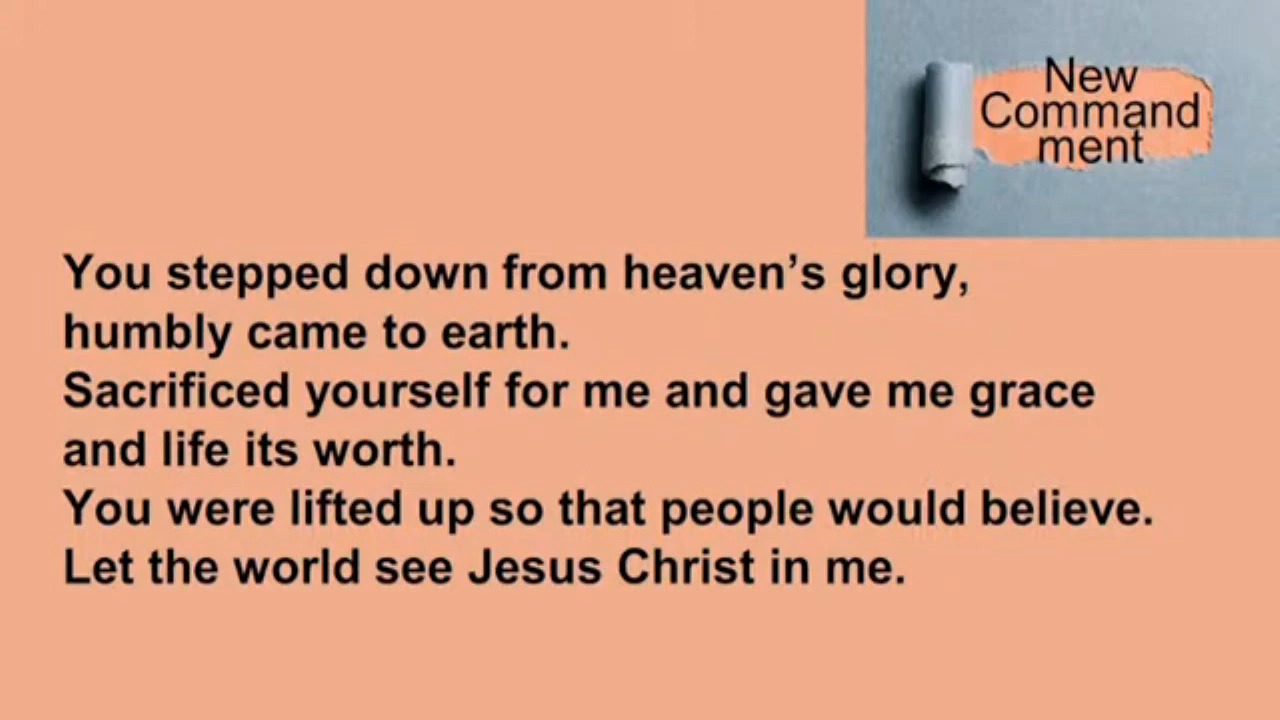 New
Command
ment
You stepped down from heaven’s glory,
humbly came to earth.
Sacrificed yourself for me and gave me grace
and life its worth.
You were lifted up so that people would believe.
Let the world see Jesus Christ in me.